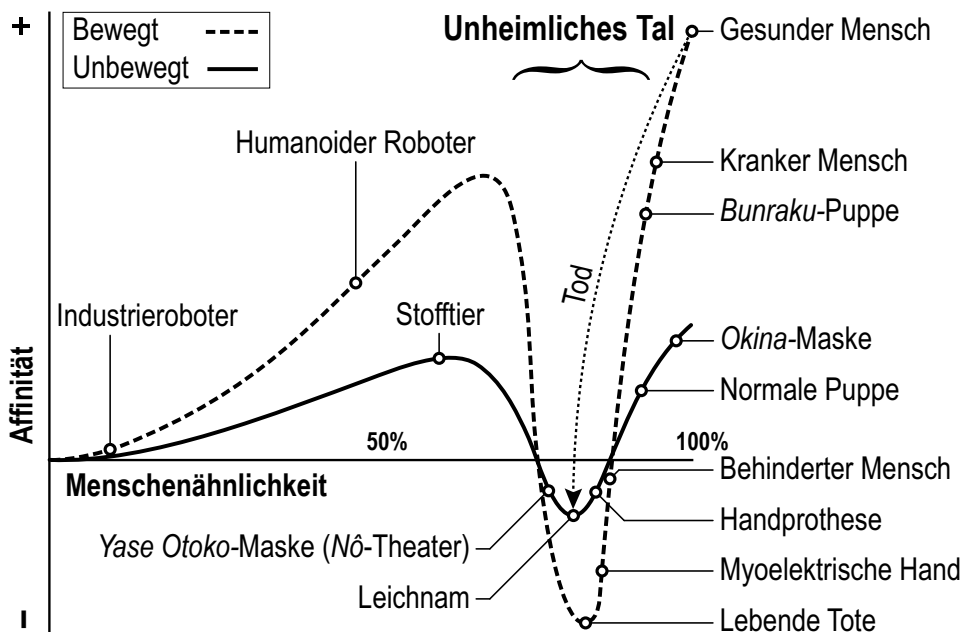 +
Bewegt
Unbewegt
Unheimliches Tal
Gesunder Mensch
Humanoider Roboter
Kranker Mensch
Bunraku-Puppe
Tod
Industrieroboter
Stofftier
Okina-Maske
Normale Puppe
Affinität
50%
100%
Menschenähnlichkeit
Behinderter Mensch
Yase Otoko-Maske (Nô-Theater)
Handprothese
Leichnam
Myoelektrische Hand
Lebende Tote
−